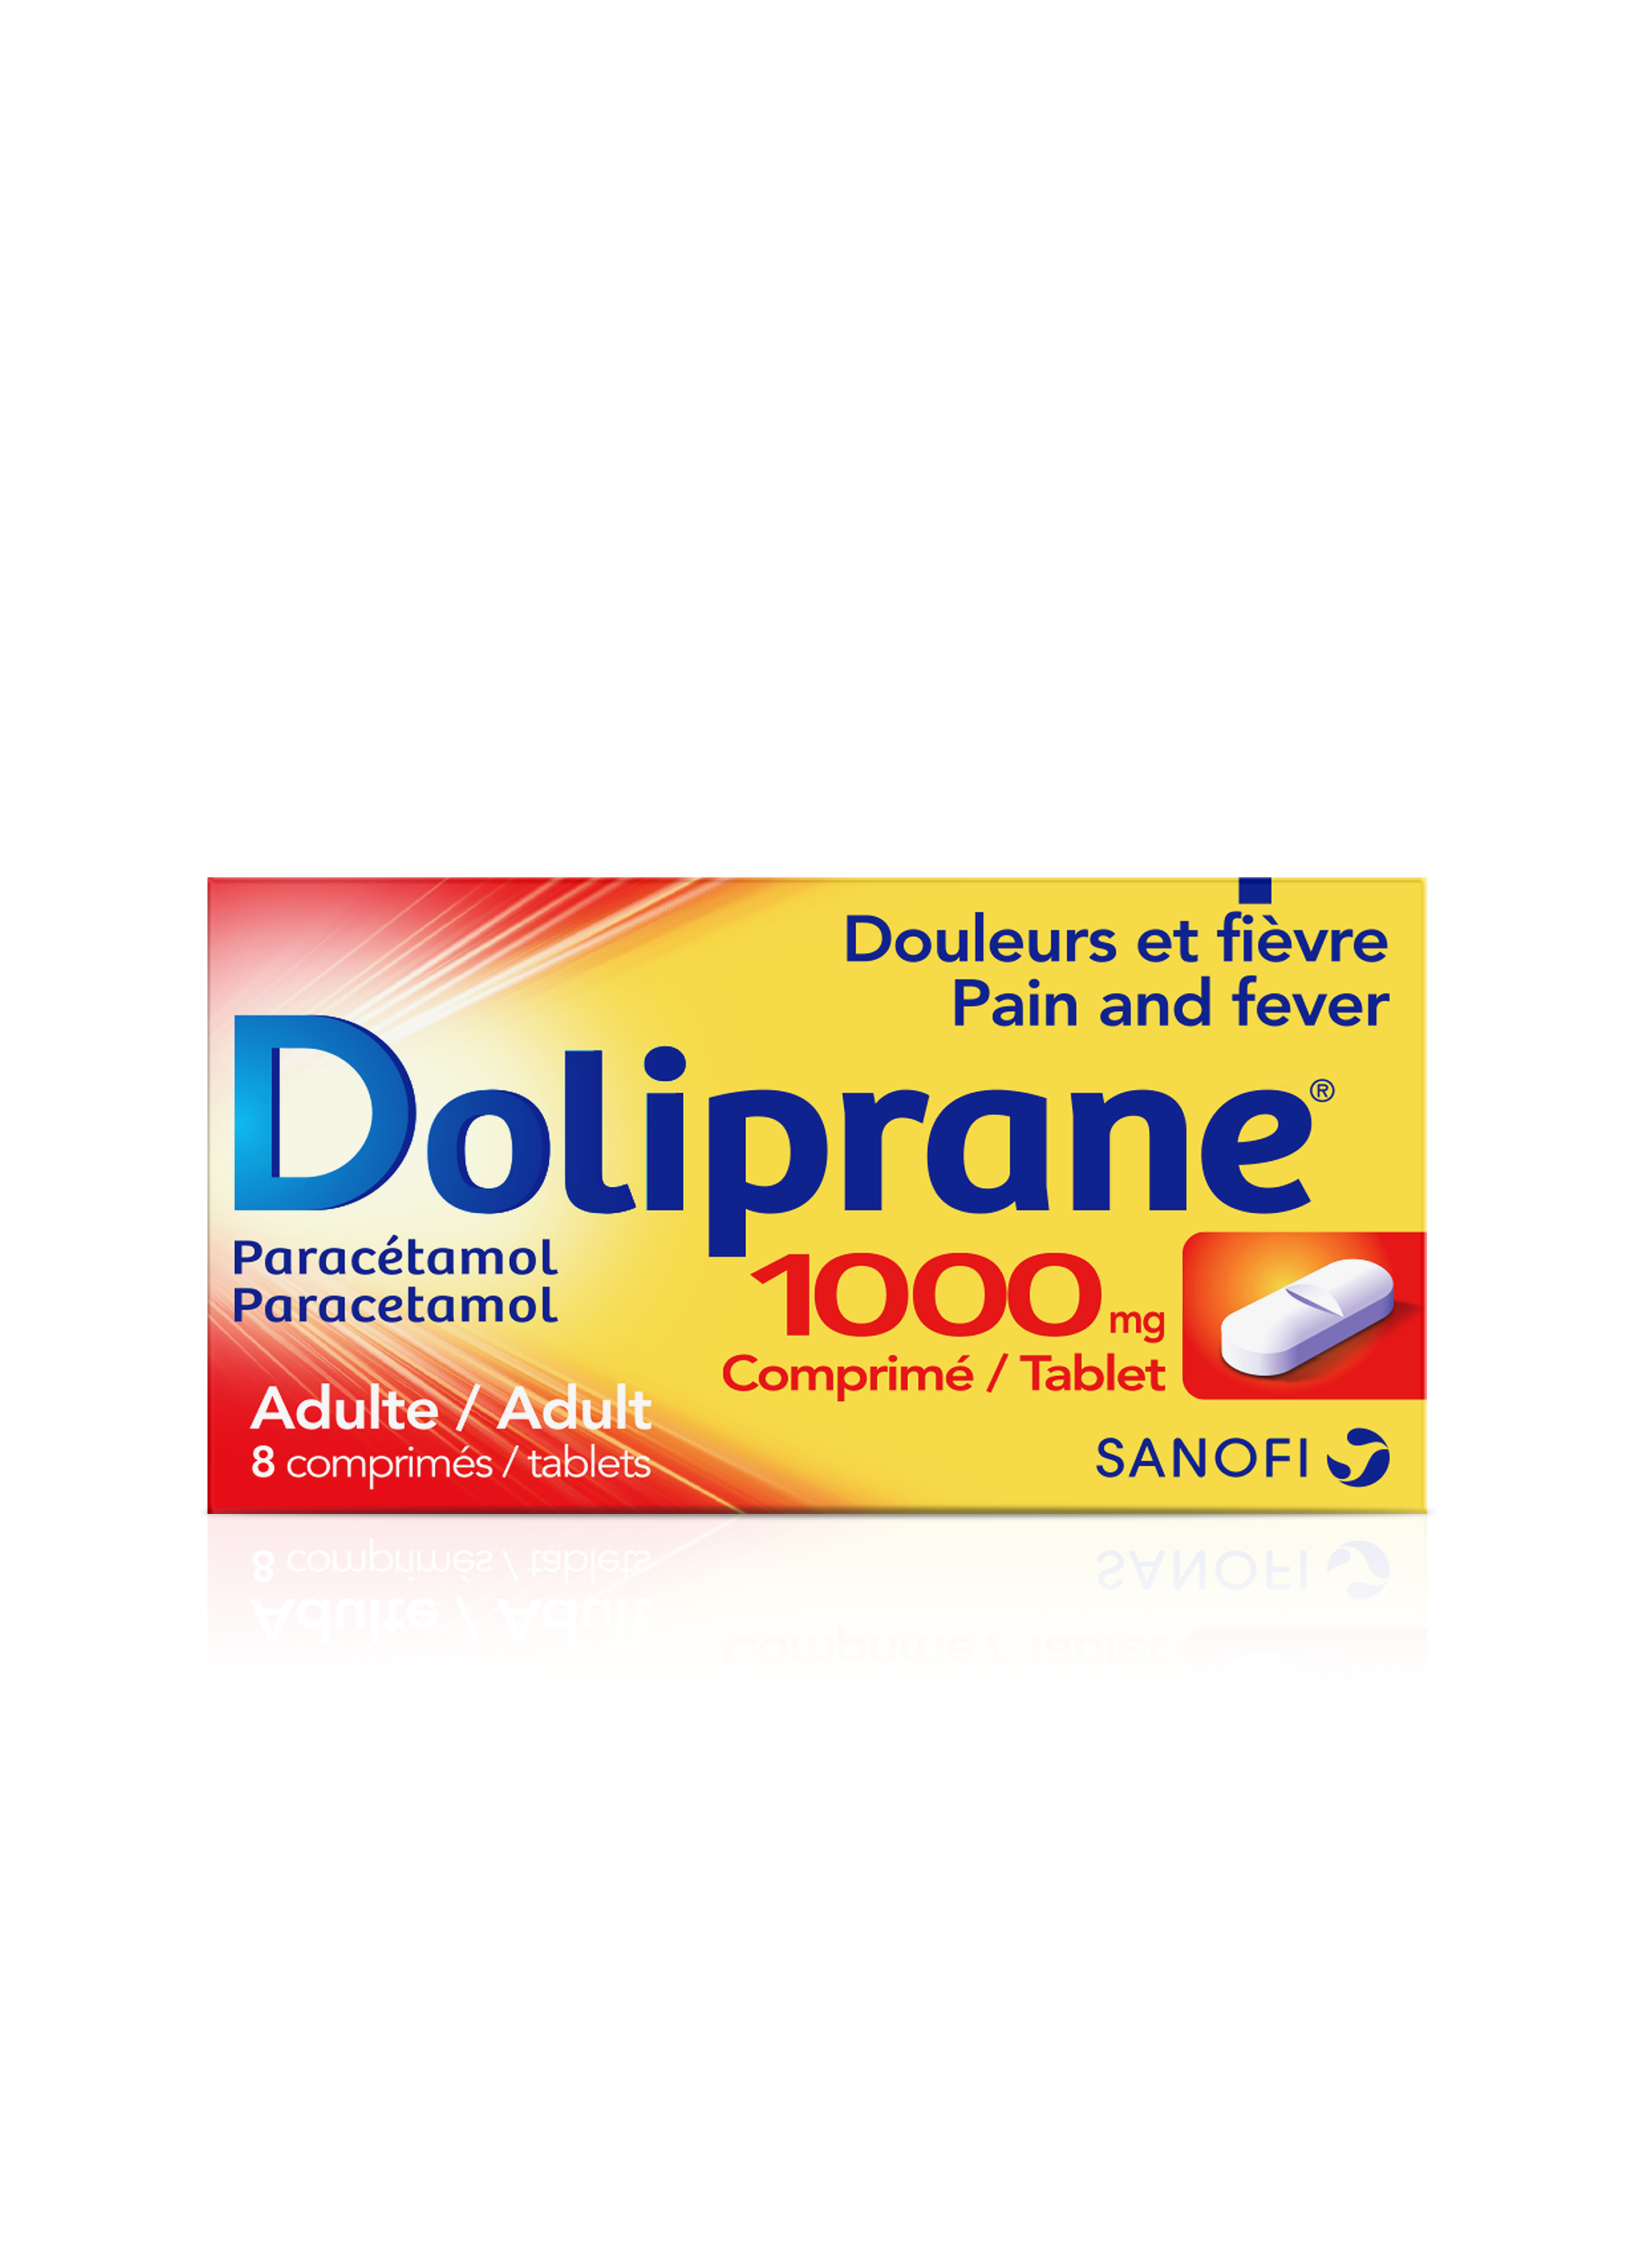 Douleurs et fièvre
Pain and fever
Doliprane®
Paracétamol
Paracetamol
1000 mg
Comprimé / Tablet
Adulte / Adult
8 comprimés / tablets
SANOFI